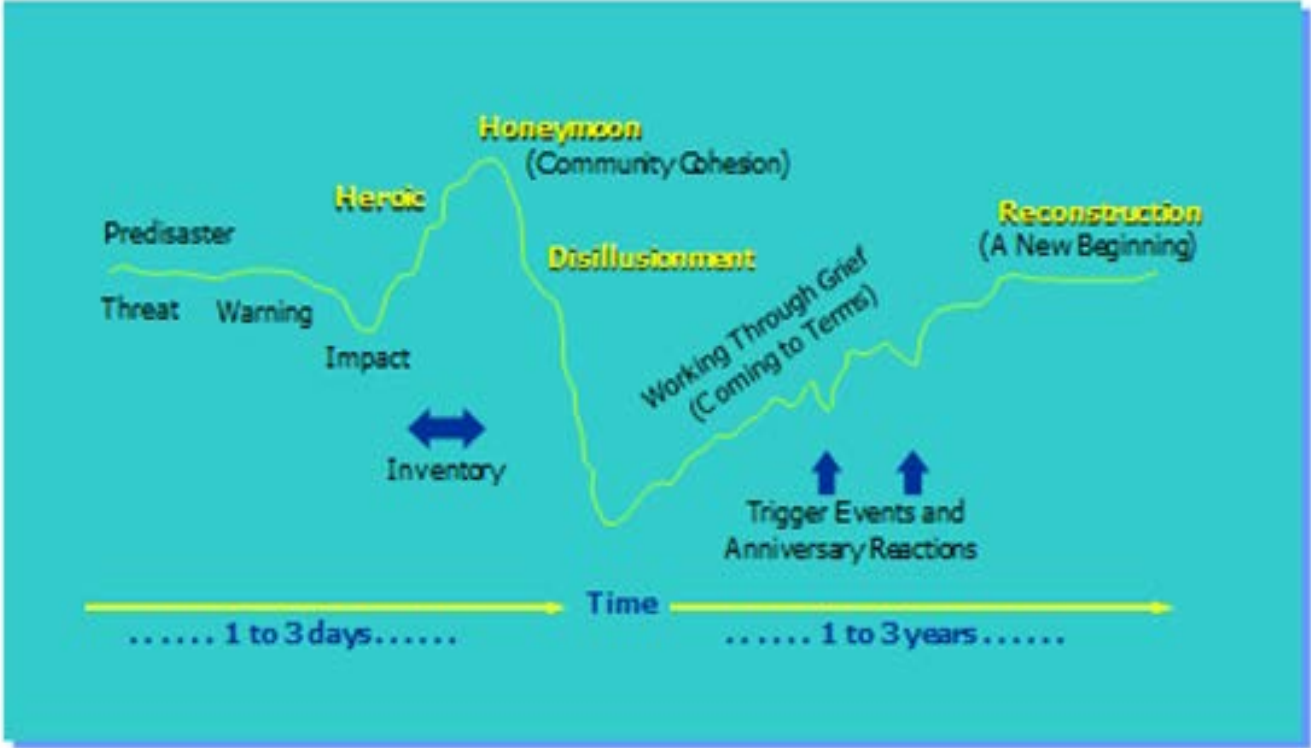 Honeymoon
(Community Cohesion)
Heroic
Predisaster
Reconstruction
(A New Beginning)
Disillusionment
Threat
Warning
Working Through Grief
(Coming to Terms)
Impact
Inventory
Trigger Events and
Anniversary Reactions
Time
......1 to 3 days......
......1 to 3 years......